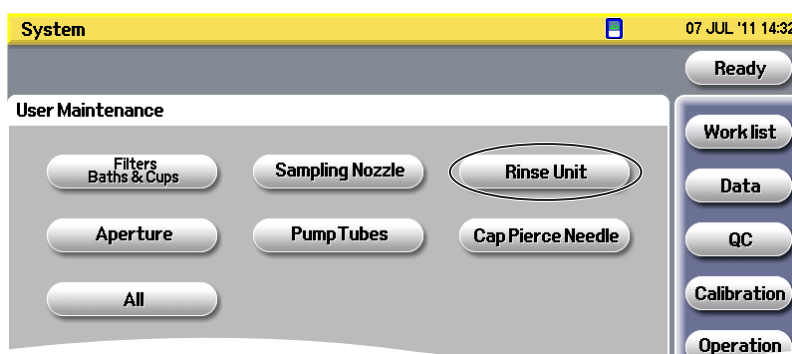 System 07 JUL '11 14:32
Ready
User Maintenance
Work list
Filters
Baths & Cups
Sampling Nozzle
Rinse Unit
Data
Aperture
Pump Tubes
Cap Pierce Needle
QC
All
Calibration
Operation